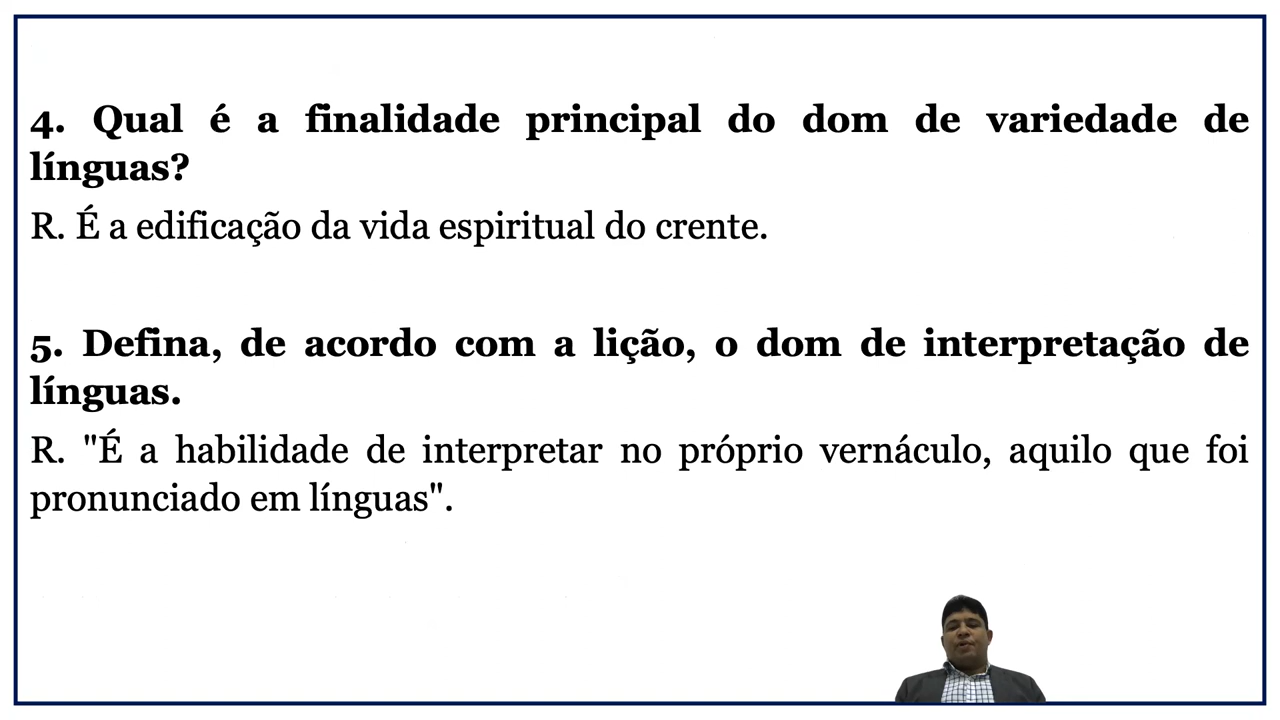 4. Qual é a finalidade principal do dom de variedade de
línguas?
R. É a edificação da vida espiritual do crente.
5. Defina, de acordo com a lição, o dom de interpretação de
línguas.
R. "É a habilidade de interpretar no próprio vernáculo, aquilo que foi
pronunciado em línguas".